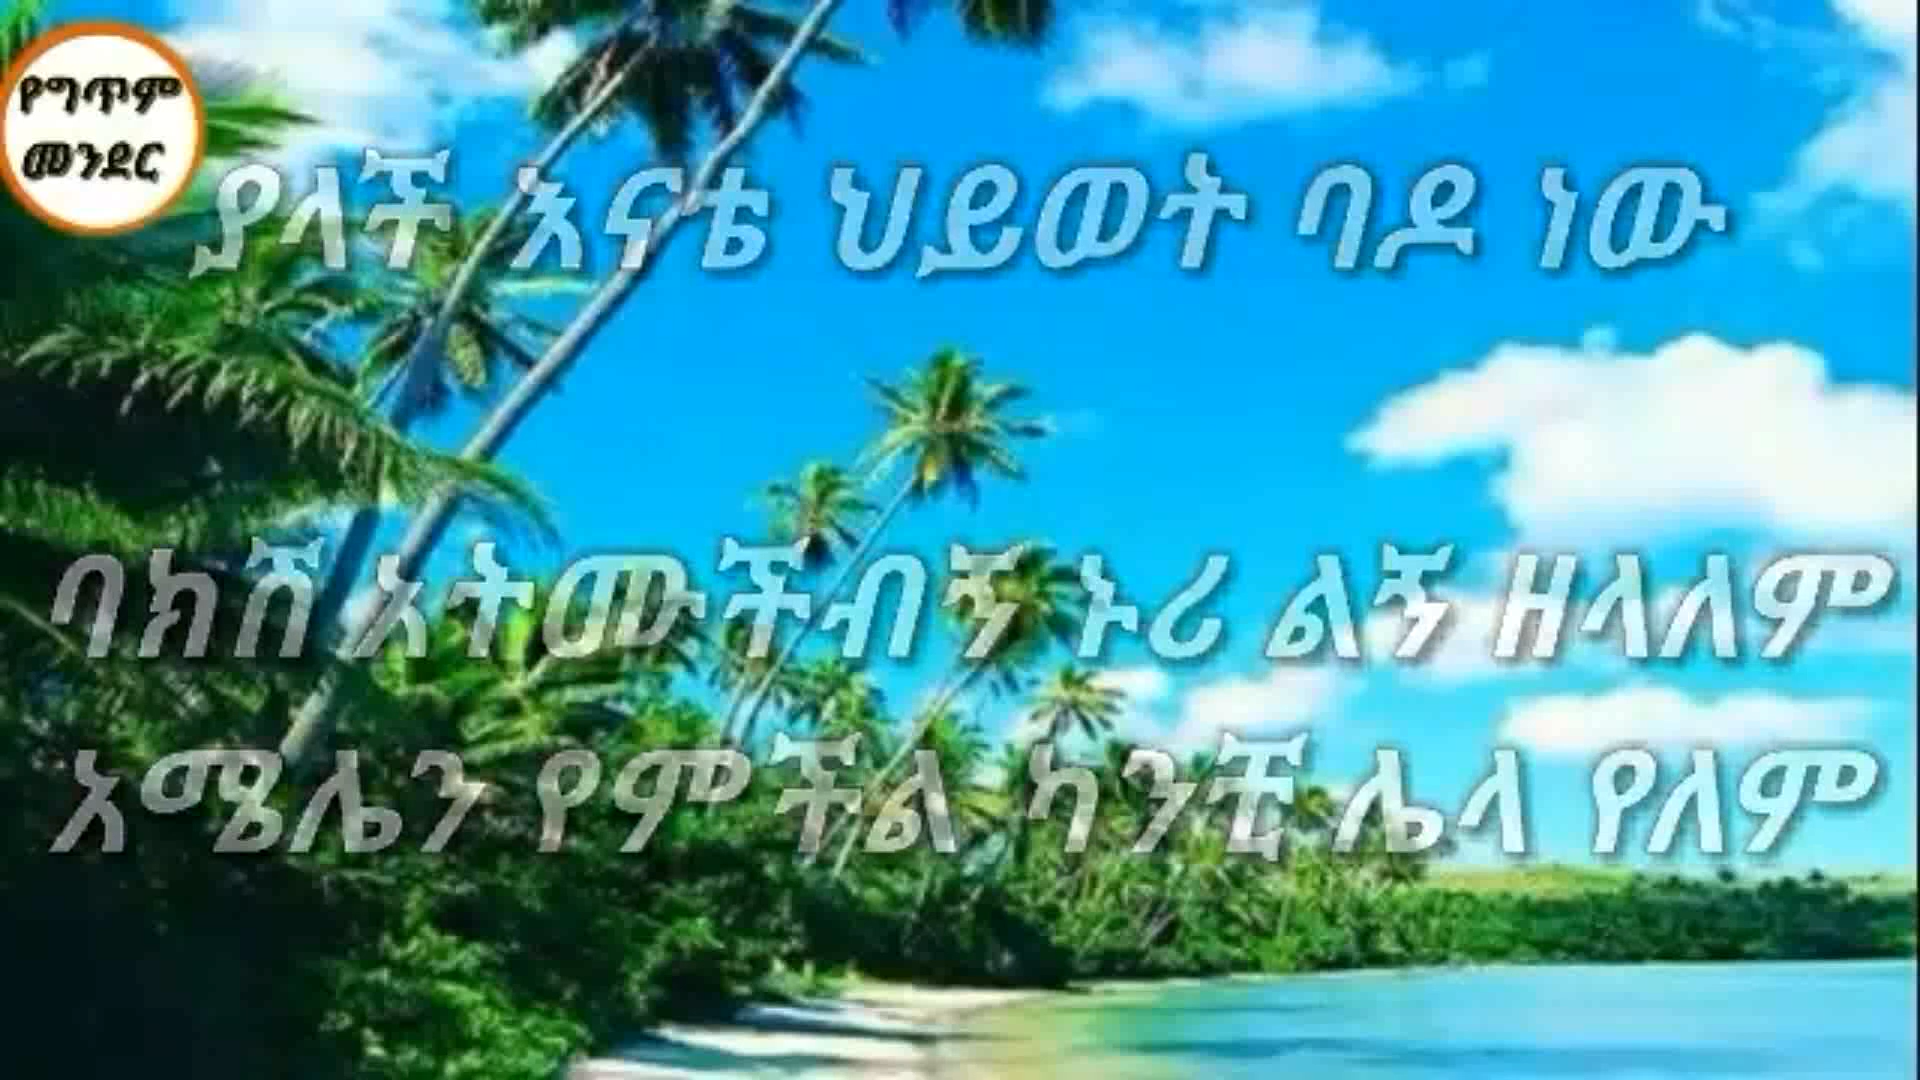 የግጥም
መንደር
ያላች እናቴ ህይወት ባዶ ነው
ባክሽ አትሙችብኝ ኑሪ ልኝ ዘላለም
አሜሌን የምችል ካንቺ ሌላ የለም